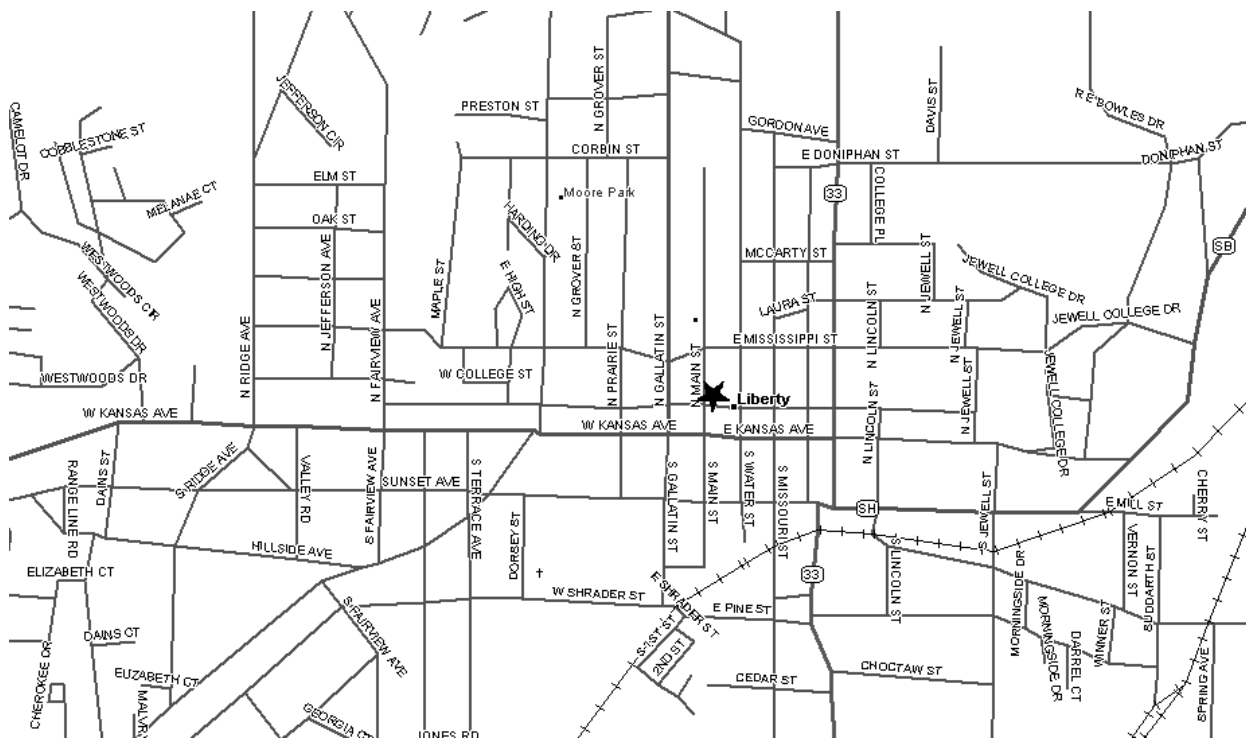 CAMELOT DR
COBBLESTONE ST
MELANAE CT
WESTWOODS CIR
WESTWOODS DR
WESTWOODS DR
W KANSAS AVE
N RIDGE AVE
JEFFERSON CIR
ELM ST
OAK ST
N JEFFERSON AVE
N FAIRVIEW AVE
PRESTON ST
N GROVER ST
CORBIN ST
Moore Park
HARDING DR
MAPLE ST
E HIGH ST
N GROVER ST
W COLLEGE ST
N PRAIRIE ST
N GALLATIN ST
N MAIN ST
GORDON AVE
DAVIS ST
R E BOWLES DR
E DONIPHAN ST
DONIPHAN ST
33
COLLEGE PL
MCCARTY ST
N JEWELL ST
JEWELL COLLEGE DR
SB
LAURA ST
N LINCOLN ST
N JEWELL ST
JEWELL COLLEGE DR
E MISSISSIPPI ST
JEWELL COLLEGE DR
Liberty
N LINCOLN ST
N JEWELL ST
W KANSAS AVE
E KANSAS AVE
RANGE LINE RD
DAINS ST
S RIDGE AVE
VALLEY RD
S FAIRVIEW AVE
SUNSET AVE
S TERRACE AVE
DORSEY ST
S GALLATIN ST
S MAIN ST
S WATER ST
S MISSOURI ST
SH
S JEWELL ST
E MILL ST
CHERRY ST
HILLSIDE AVE
ELIZABETH CT
S FAIRVIEW AVE
W SHRADER ST
E SHRADER ST
33
E PINE ST
S LINCOLN ST
MORNINGSIDE DR
MORNINGSIDE DR
VERNON ST
SUDDARTH ST
WINNER ST
DARREL CT
SPRING AVE
DAINS CT
CHEROKEE DR
ELIZABETH CT
MALVR
GEORGIA CT
JONES RD
S 1ST ST
2ND ST
CEDAR ST
CHOCTAW ST